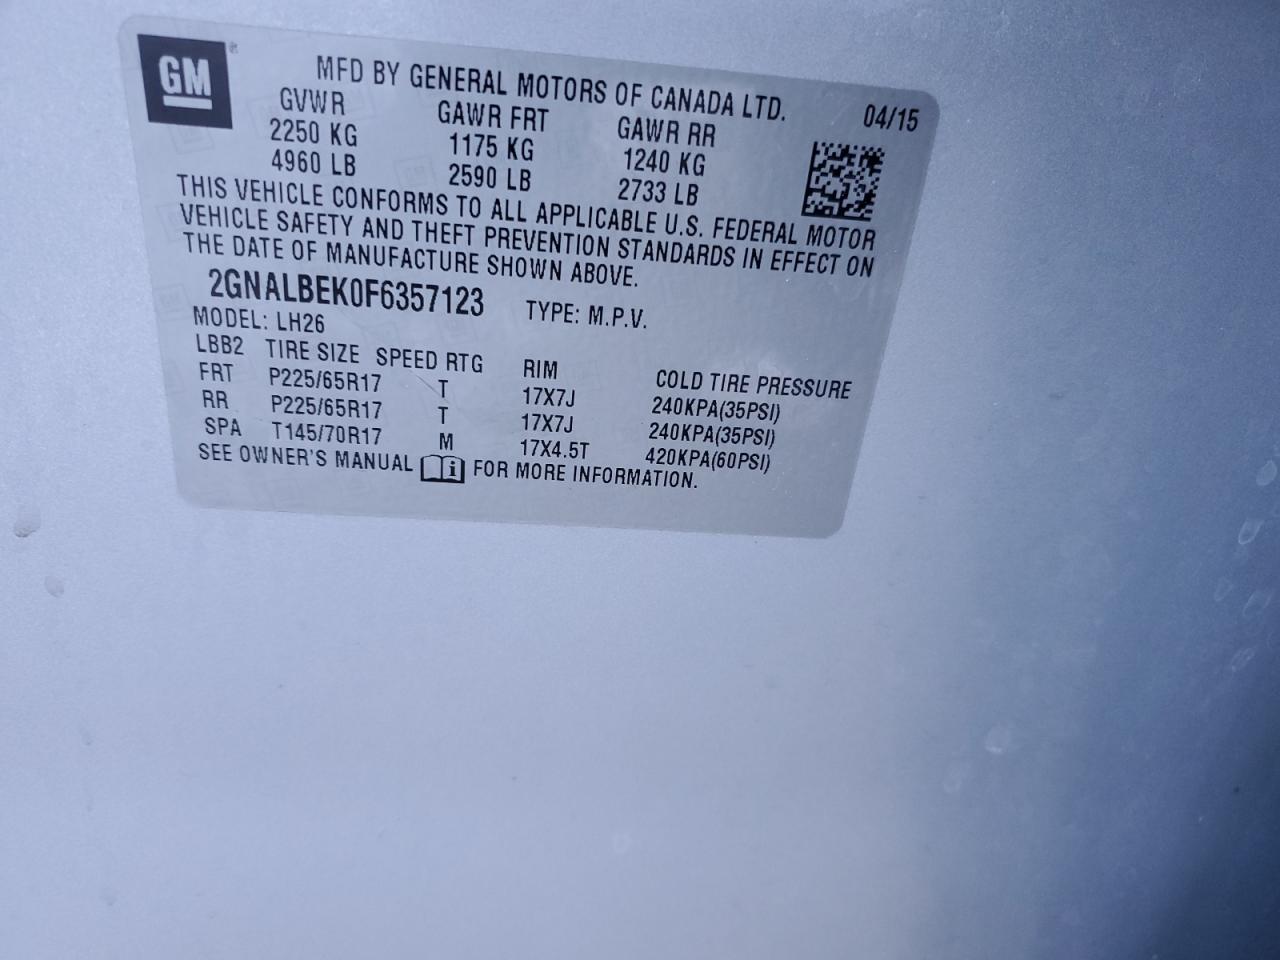 GM
MFD BY GENERAL MOTORS OF CANADA LTD. 04/15
GVWR GAWR FRT GAWR RR
2250 KG 1175 KG 1240 KG
4960 LB 2590 LB 2733 LB
THIS VEHICLE CONFORMS TO ALL APPLICABLE U.S. FEDERAL MOTOR
VEHICLE SAFETY AND THEFT PREVENTION STANDARDS IN EFFECT ON
THE DATE OF MANUFACTURE SHOWN ABOVE.
2GNALBEK0F6357123 TYPE: M.P.V.
MODEL: LH26
LBB2 TIRE SIZE SPEED RTG RIM COLD TIRE PRESSURE
FRT P225/65R17 T 17X7J 240KPA(35PSI)
RR P225/65R17 T 17X7J 240KPA(35PSI)
SPA T145/70R17 M 17X4.5T 420KPA(60PSI)
SEE OWNER'S MANUAL i FOR MORE INFORMATION.